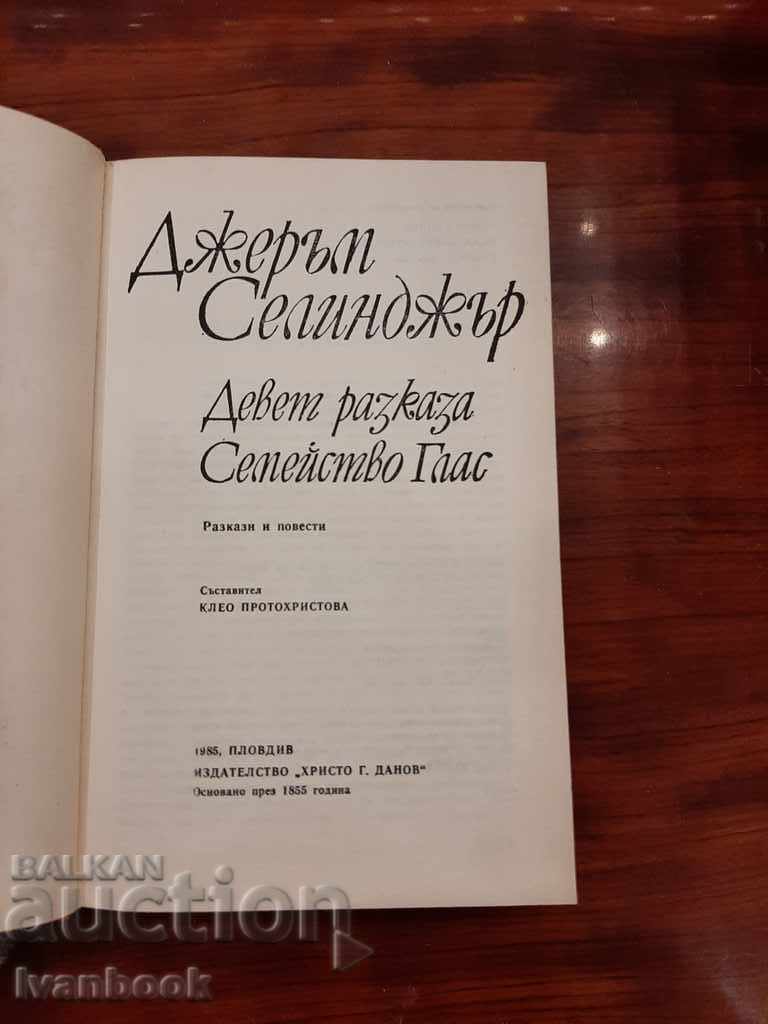 Джеръм
Селинджър
Девет разказа
Семейство Глас
Разкази и повести
Съставител
КЛЕО ПРОТОХРИСТОВА
1985, ПЛОВДИВ
ИЗДАТЕЛСТВО „ХРИСТО Г. ДАНОВ“
Основано през 1855 година
BALKAN
auction
Ivanbook